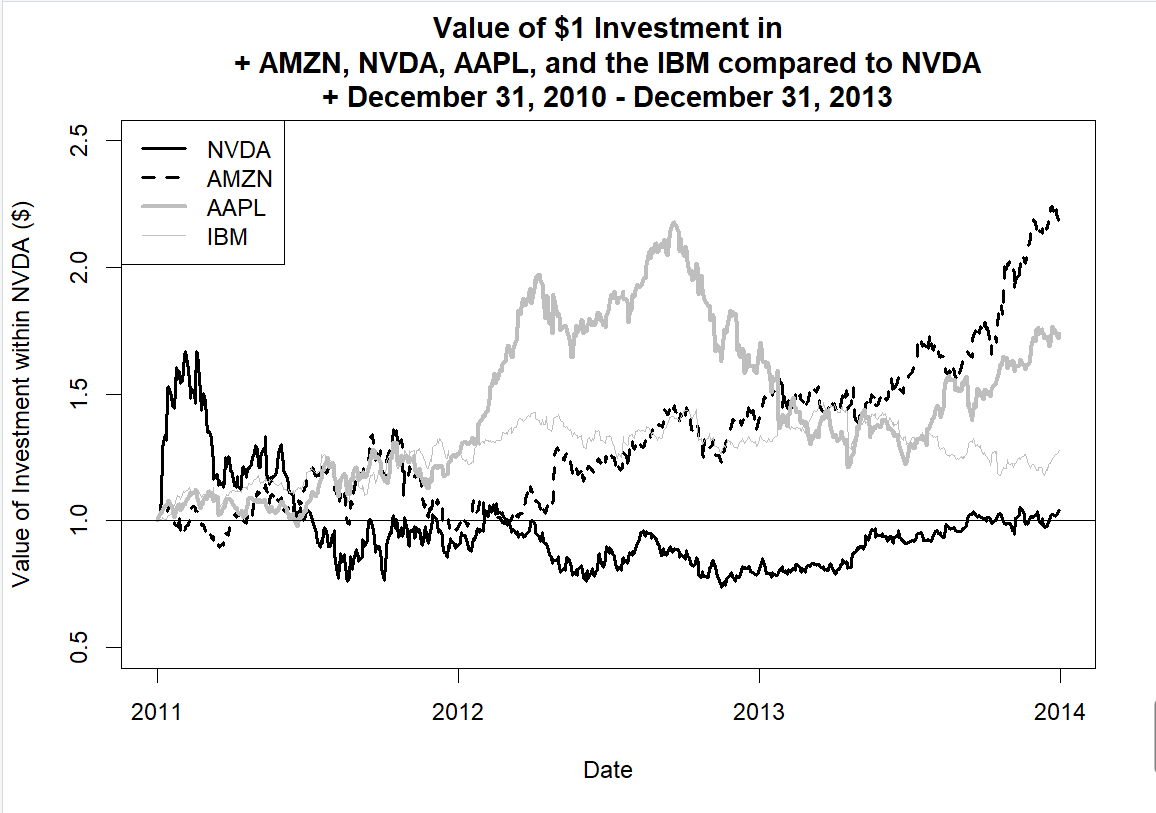 Value of $1 Investment in
+ AMZN, NVDA, AAPL, and the IBM compared to NVDA
+ December 31, 2010 - December 31, 2013
Value of Investment within NVDA ($)
2.5
2.0
1.5
1.0
0.5
NVDA
AMZN
AAPL
IBM
2011 2012 2013 2014
Date